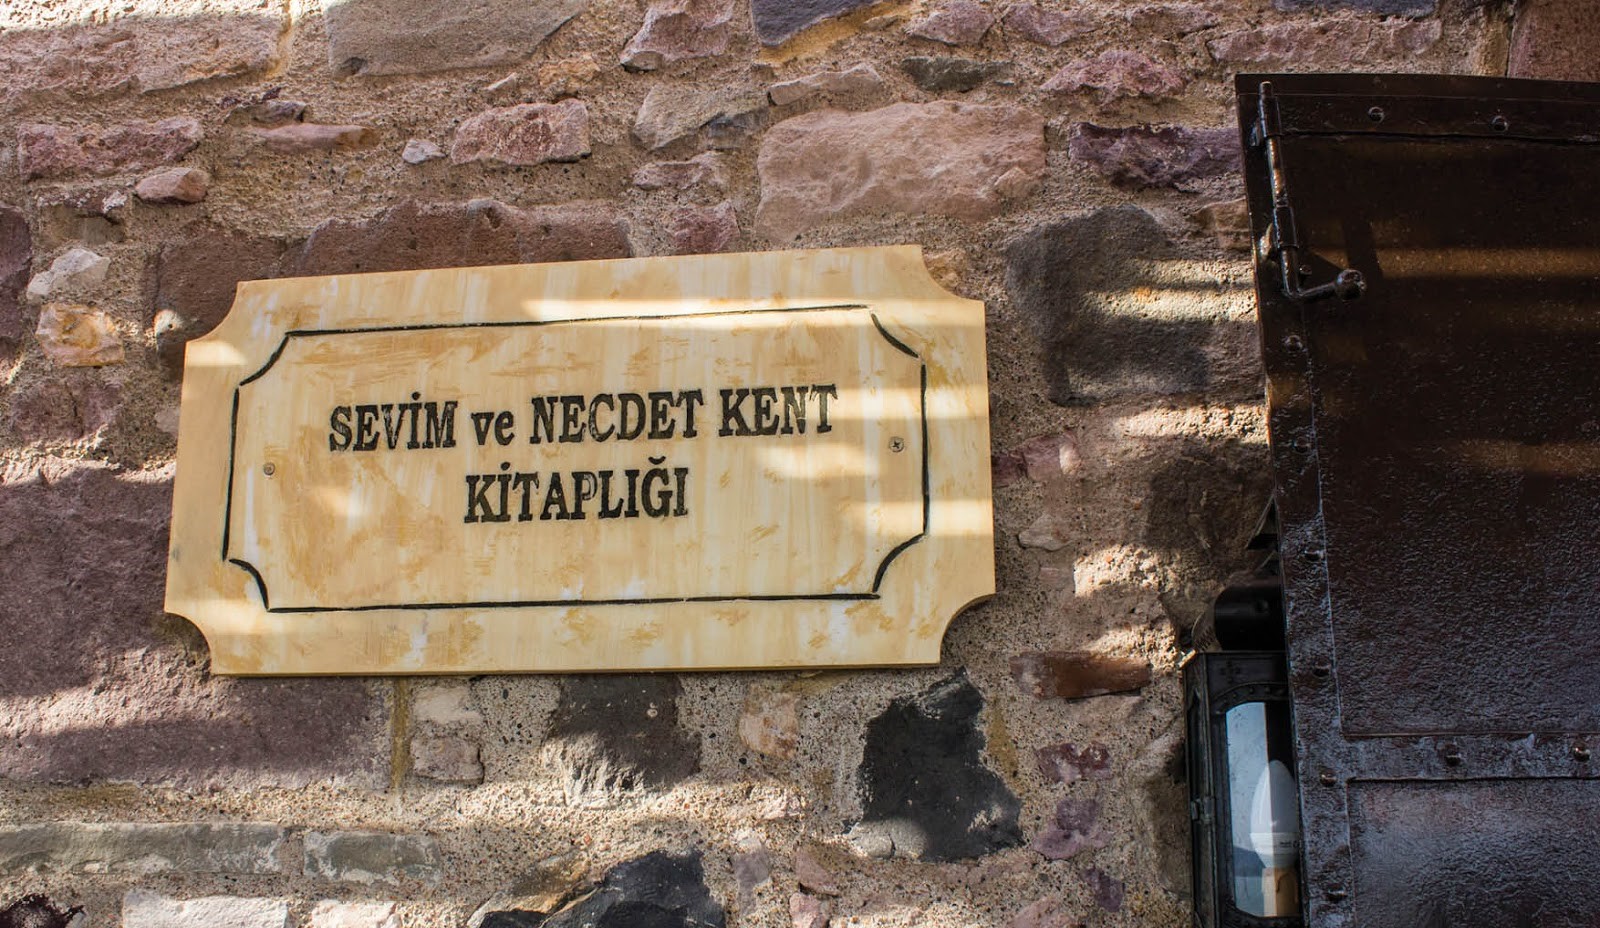 SEVİM ve NECDET KENT
KİTAPLIĞI